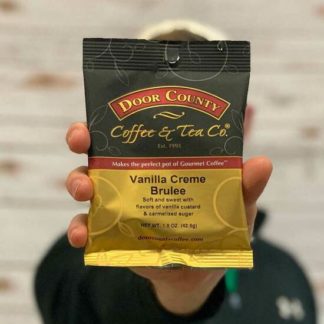 DOOR COUNTY
Coffee & Tea Co.
Est. 1993
Makes the perfect pot of Gourmet Coffee™
Vanilla Creme
Brulee
Soft and sweet with
flavors of vanilla custard
& carmelized sugar
NET WT. 1.5 OZ. (42.5g)
doorcountycoffee.com